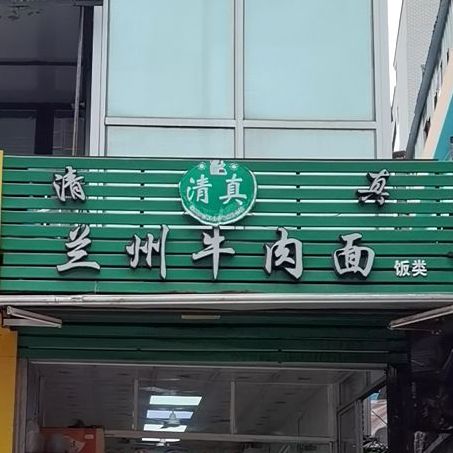 清 清真 真
兰州牛肉面 饭类